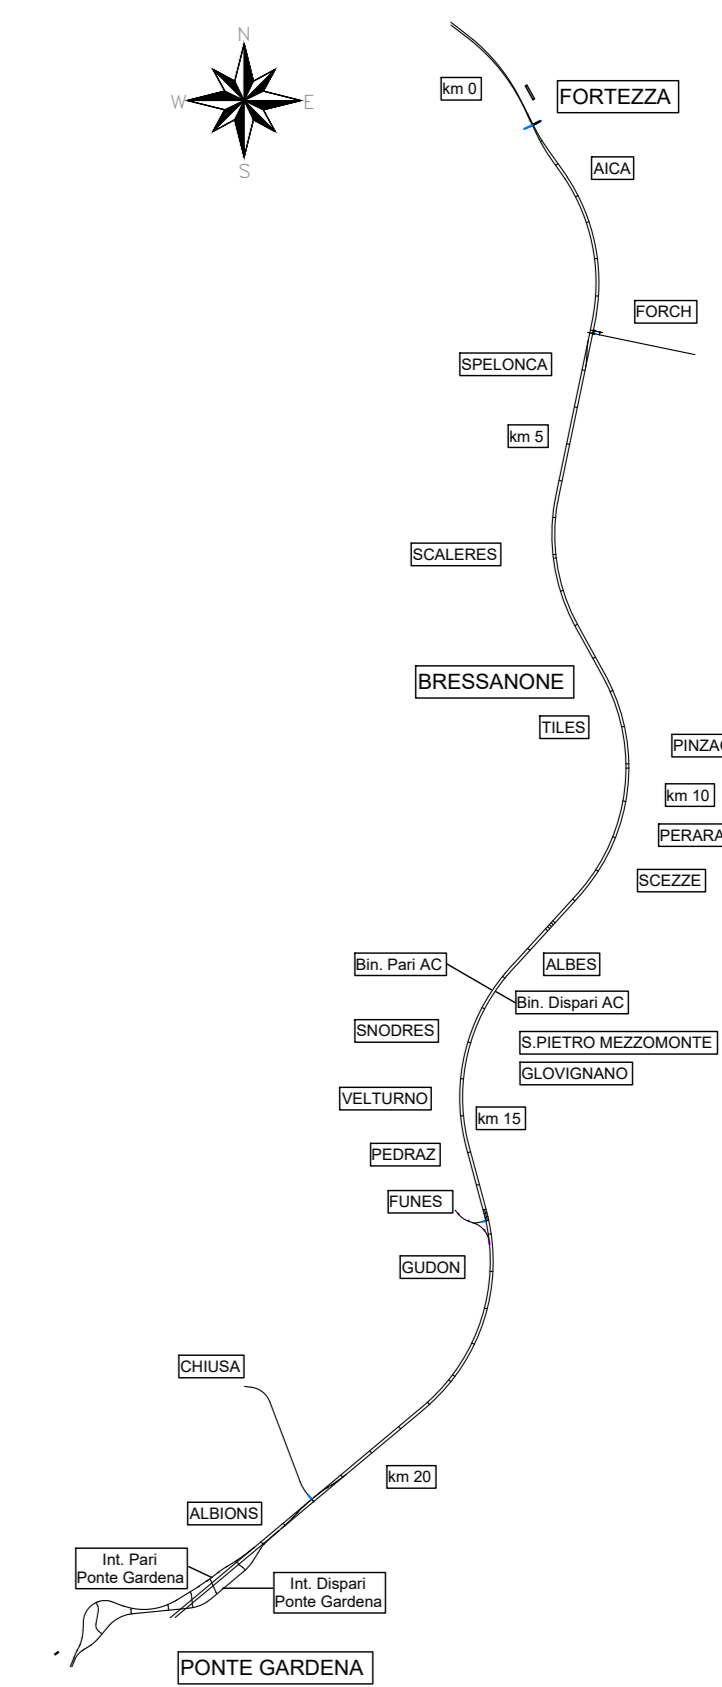 N
W
E
S
km 0
FORTEZZA
AICA
FORCH
SPELONCA
km 5
SCALERES
BRESSANONE
TILES
km 10
SCEZZE
Bin. Pari AC
ALBES
Bin. Dispari AC
SNODRES
S.PIETRO MEZZOMONTE
GLOVIGNANO
VELTURNO
km 15
PEDRAZ
FUNES
GUDON
CHIUSA
km 20
ALBIONS
Int. Pari
Ponte Gardena
Int. Dispari
Ponte Gardena
PONTE GARDENA